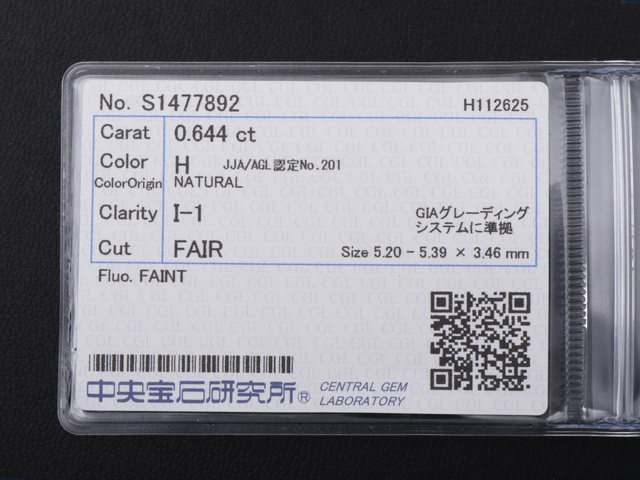 No. S1477892 H112625
Carat 0.644 ct
Color H JJA/AGL認定No.201
ColorOrigin NATURAL
Clarity I-1 GIAグレーディング
システムに準拠
Cut FAIR Size 5.20 - 5.39 × 3.46 mm
Fluo. FAINT
中央宝石研究所® CENTRAL GEM
LABORATORY